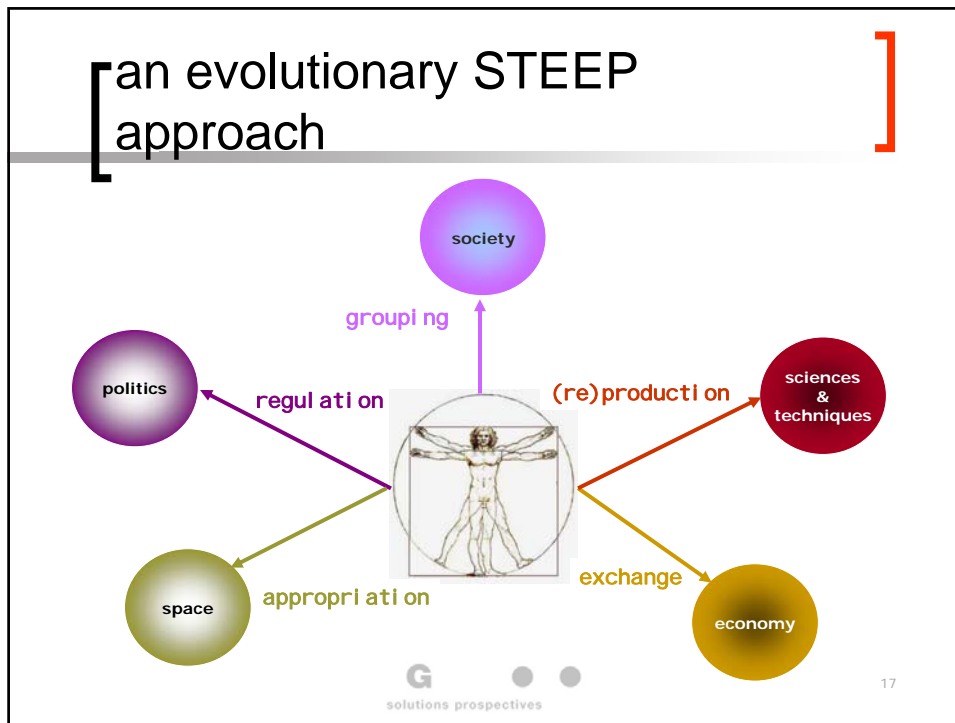 an evolutionary STEEP
approach
society
grouping
politics
regulation
(re)production
sciences
&
techniques
space
appropriation
exchange
economy
G
solutions prospectives
17